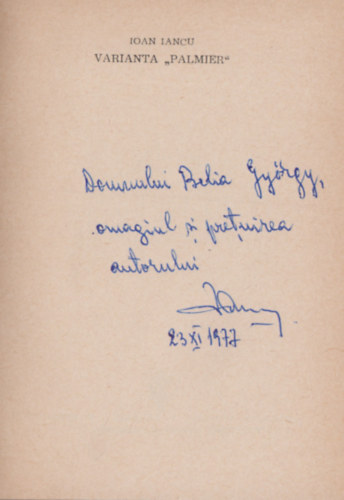 IOAN IANCU
VARIANTA „PALMIER“
Domnului Belia György,
omagiul și prețuirea
autorului
23 XI 1977